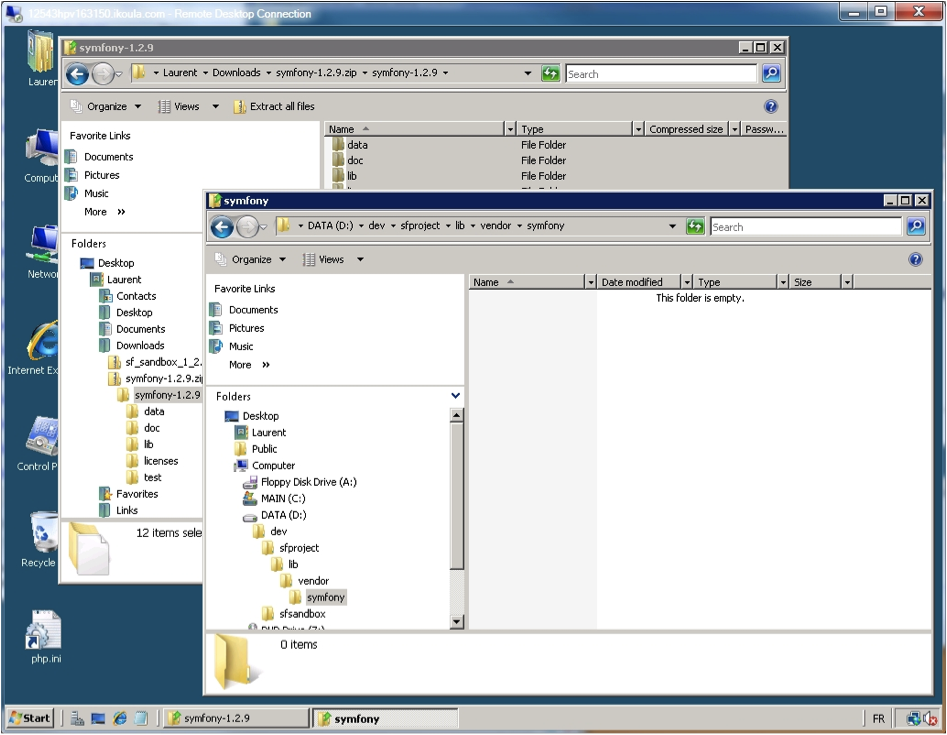 12543hpv163150.ikoula.com - Remote Desktop Connection
symfony-1.2.9
Laurent Downloads symfony-1.2.9.zip symfony-1.2.9
Search
Organize Views Extract all files
Favorite Links
Documents
Pictures
Music
More »
Folders
Desktop
Laurent
Contacts
Desktop
Documents
Downloads
sf_sandbox_1_2.
symfony-1.2.9.zi
symfony-1.2.9
data
doc
lib
licenses
test
Favorites
Links
12 items sele
Name Type Compressed size Passw...
data File Folder
doc File Folder
lib File Folder
symfony
DATA (D:) dev sfproject lib vendor symfony
Search
Organize Views
Favorite Links
Documents
Pictures
Music
More »
Folders
Desktop
Laurent
Public
Computer
Floppy Disk Drive (A:)
MAIN (C:)
DATA (D:)
dev
sfproject
lib
vendor
symfony
sfsandbox
Name Date modified Type Size
This folder is empty.
0 items
Lauren
Comput
Netwo
Internet Ex
Control P
Recycle
php.ini
Start symfony-1.2.9 symfony FR